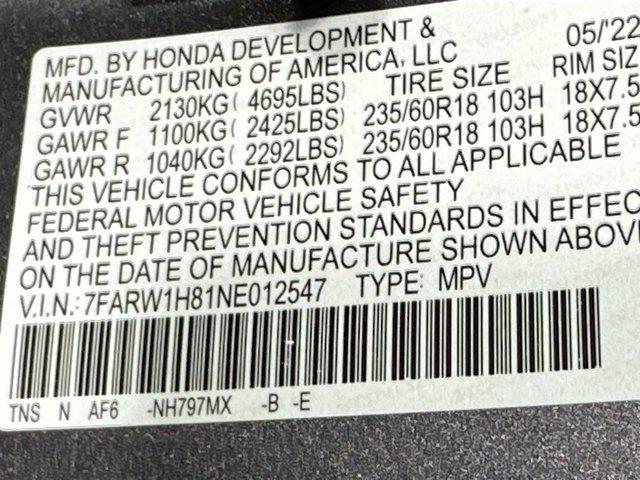 MFD. BY HONDA DEVELOPMENT & 05/'22
MANUFACTURING OF AMERICA, LLC
TIRE SIZE RIM SIZ
GVWR 2130KG( 4695LBS)
GAWR F 1100KG( 2425LBS) 235/60R18 103H 18X7.5
GAWR R 1040KG( 2292LBS) 235/60R18 103H 18X7.5
THIS VEHICLE CONFORMS TO ALL APPLICABLE
FEDERAL MOTOR VEHICLE SAFETY
AND THEFT PREVENTION STANDARDS IN EFFEC
ON THE DATE OF MANUFACTURE SHOWN ABOV
V.I.N.: 7FARW1H81NE012547 TYPE: MPV
TNS N AF6 -NH797MX -B -E